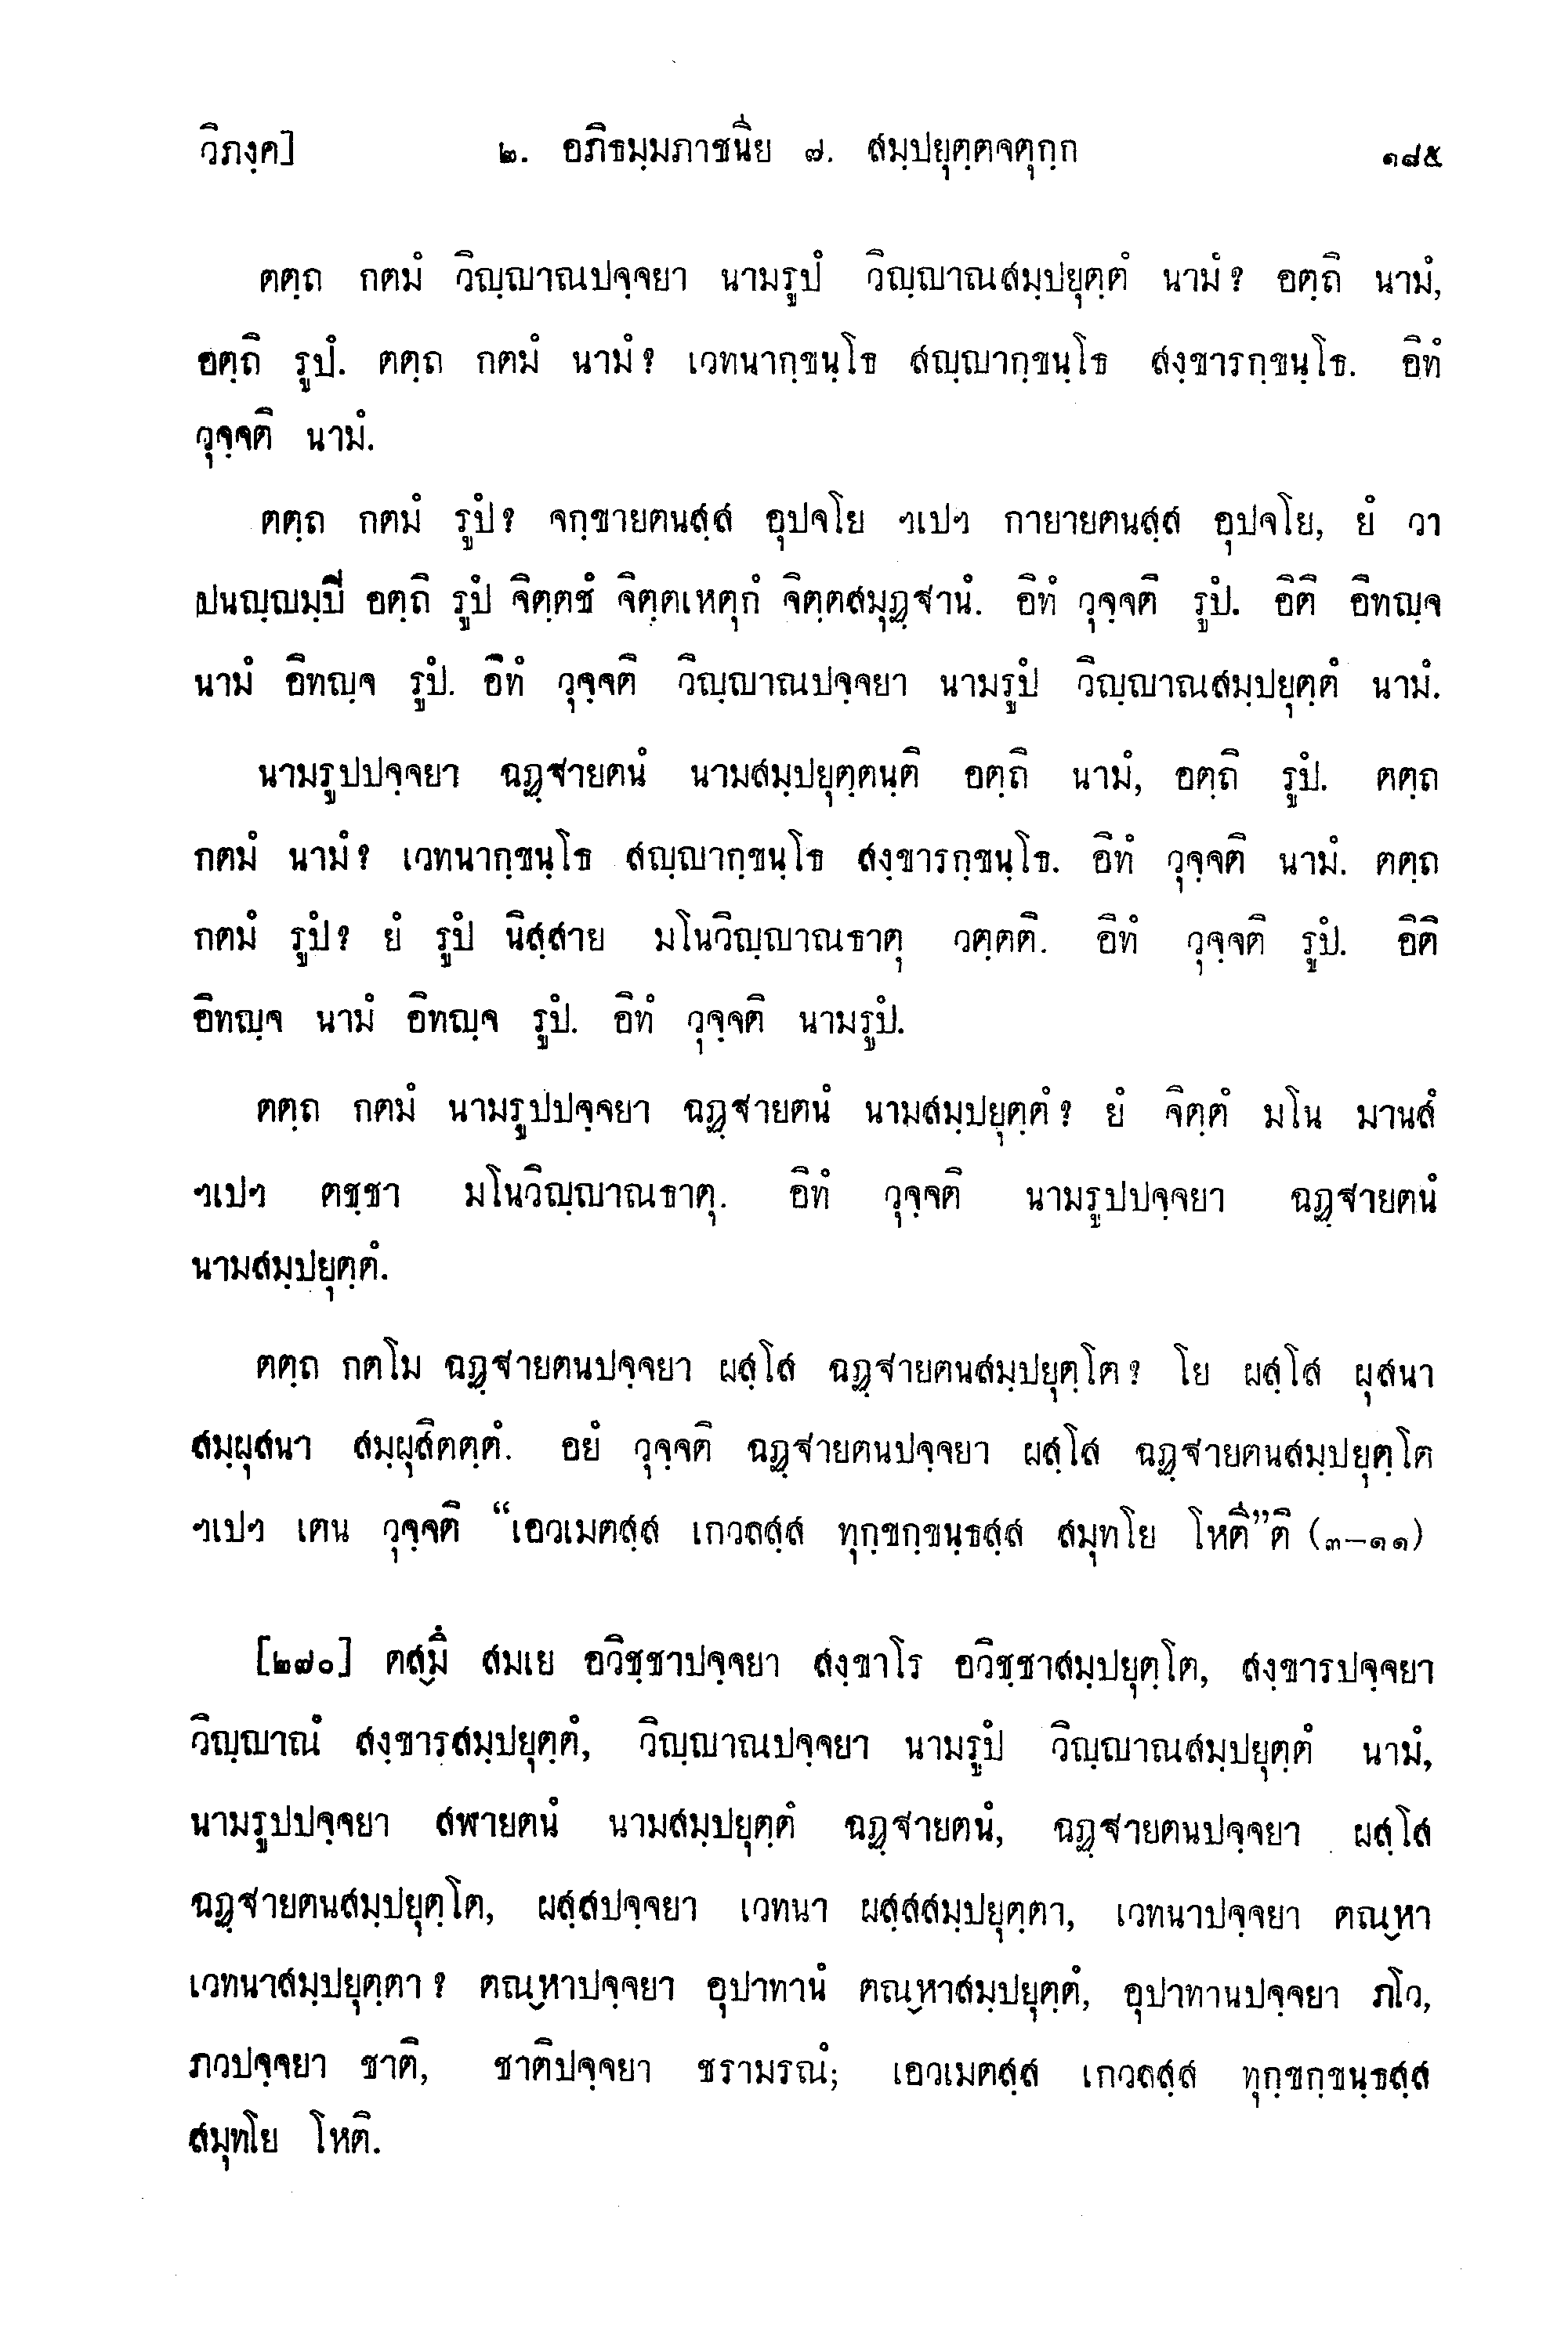 วิภงฺค]	๒. อภิธมฺมภาชนีย ๗. สมฺปยุตฺตจตุกฺก	๑๘๕
ตตฺถ กตมํ วิญฺญาณปจฺจยา นามรูปํ วิญฺญาณสมฺปยุตฺตํ นามํ? อตฺถิ นามํ,
อตฺถิ รูปํ. ตตฺถ กตมํ นามํ? เวทนากฺขนฺโธ สญฺญากฺขนฺโธ สงฺขารกฺขนฺโธ. อิทํ
วุจฺจติ นามํ.
ตตฺถ กตมํ รูปํ? จกฺขายตนสฺส อุปจโย ฯเปฯ กายายตนสฺส อุปจโย, ยํ วา
ปนญฺญมฺปิ อตฺถิ รูปํ จิตฺตชํ จิตฺตเหตุกํ จิตฺตสมุฏฺฐานํ. อิทํ วุจฺจติ รูปํ. อิติ อิทญฺจ
นามํ อิทญฺจ รูปํ. อิทํ วุจฺจติ วิญฺญาณปจฺจยา นามรูปํ วิญฺญาณสมฺปยุตฺตํ นามํ.
นามรูปปจฺจยา ฉฏฺฐายตนํ นามสมฺปยุตฺตนฺติ อตฺถิ นามํ, อตฺถิ รูปํ. ตตฺถ
กตมํ นามํ? เวทนากฺขนฺโธ สญฺญากฺขนฺโธ สงฺขารกฺขนฺโธ. อิทํ วุจฺจติ นามํ. ตตฺถ
กตมํ รูปํ? ยํ รูปํ นิสฺสาย มโนวิญฺญาณธาตุ วตฺตติ. อิทํ วุจฺจติ รูปํ. อิติ
อิทญฺจ นามํ อิทญฺจ รูปํ. อิทํ วุจฺจติ นามรูปํ.
ตตฺถ กตมํ นามรูปปจฺจยา ฉฏฺฐายตนํ นามสมฺปยุตฺตํ? ยํ จิตฺตํ มโน มานสํ
ฯเปฯ ตชฺชา มโนวิญฺญาณธาตุ. อิทํ วุจฺจติ นามรูปปจฺจยา ฉฏฺฐายตนํ
นามสมฺปยุตฺตํ.
ตตฺถ กตโม ฉฏฺฐายตนปจฺจยา ผสฺโส ฉฏฺฐายตนสมฺปยุตฺโต? โย ผสฺโส ผุสนา
สมฺผุสนา สมฺผุสิตตฺตํ. อยํ วุจฺจติ ฉฏฺฐายตนปจฺจยา ผสฺโส ฉฏฺฐายตนสมฺปยุตฺโต
ฯเปฯ เตน วุจฺจติ “เอวเมตสฺส เกวลสฺส ทุกฺขกฺขนฺธสฺส สมุทโย โหตี”ติ (๓–๑๑)
[๒๗๐] ตสฺมึ สมเย อวิชฺชาปจฺจยา สงฺขาโร อวิชฺชาสมฺปยุตฺโต, สงฺขารปจฺจยา
วิญฺญาณํ สงฺขารสมฺปยุตฺตํ, วิญฺญาณปจฺจยา นามรูปํ วิญฺญาณสมฺปยุตฺตํ นามํ,
นามรูปปจฺจยา สฬายตนํ นามสมฺปยุตฺตํ ฉฏฺฐายตนํ, ฉฏฺฐายตนปจฺจยา ผสฺโส
ฉฏฺฐายตนสมฺปยุตฺโต, ผสฺสปจฺจยา เวทนา ผสฺสสมฺปยุตฺตา, เวทนาปจฺจยา ตณฺหา
เวทนาสมฺปยุตฺตา? ตณฺหาปจฺจยา อุปาทานํ ตณฺหาสมฺปยุตฺตํ, อุปาทานปจฺจยา ภโว,
ภวปจฺจยา ชาติ, ชาติปจฺจยา ชรามรณํ; เอวเมตสฺส เกวลสฺส ทุกฺขกฺขนฺธสฺส
สมุทโย โหติ.